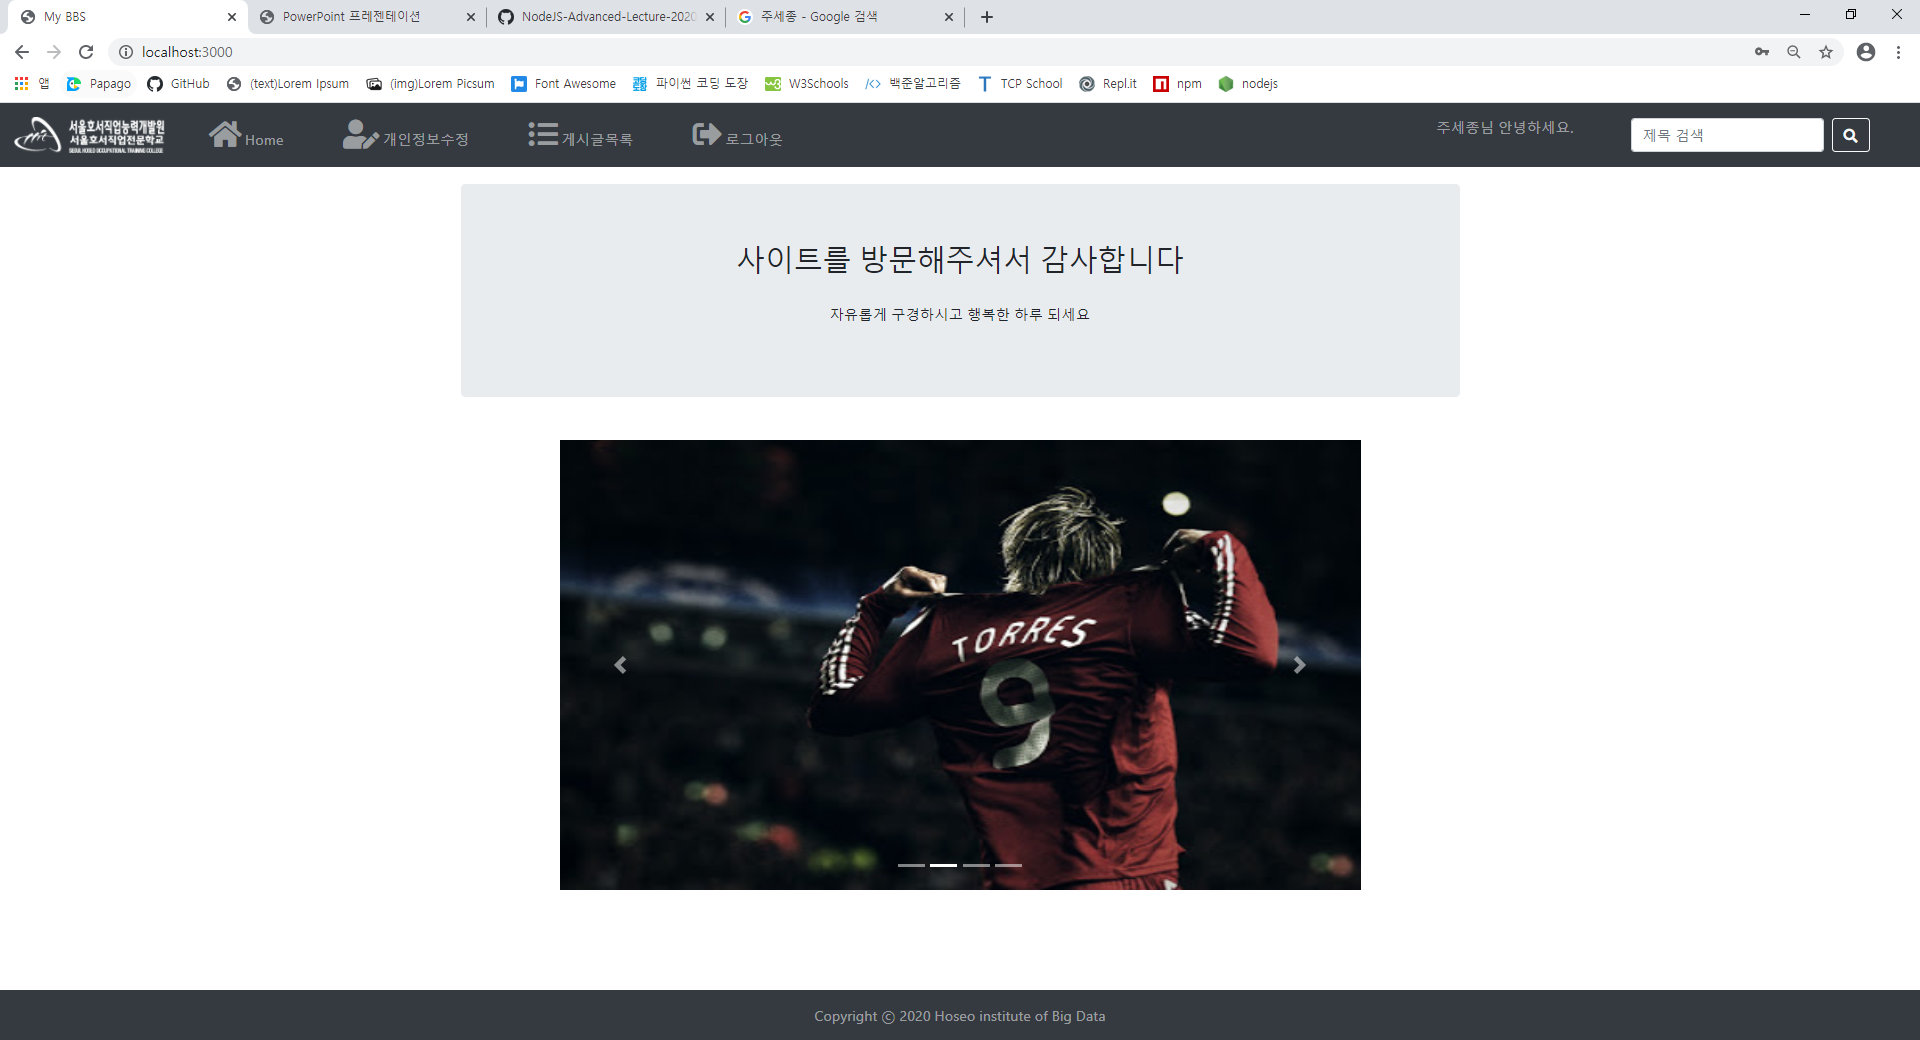 My BBS
PowerPoint 프레젠테이션
NodeJS-Advanced-Lecture-2020
주세종 - Google 검색
localhost:3000
앱
Papago
GitHub
(text)Lorem Ipsum
(img)Lorem Picsum
Font Awesome
파이썬 코딩 도장
W3Schools
백준알고리즘
TCP School
Repl.it
npm
nodejs
서울호서직업능력개발원
서울호서직업전문학교
SEOUL HOSEO OCCUPATIONAL TRAINING COLLEGE
Home
개인정보수정
게시글목록
로그아웃
주세종님 안녕하세요.
제목 검색
사이트를 방문해주셔서 감사합니다
자유롭게 구경하시고 행복한 하루 되세요
TORRES
9
Copyright ⓒ 2020 Hoseo institute of Big Data